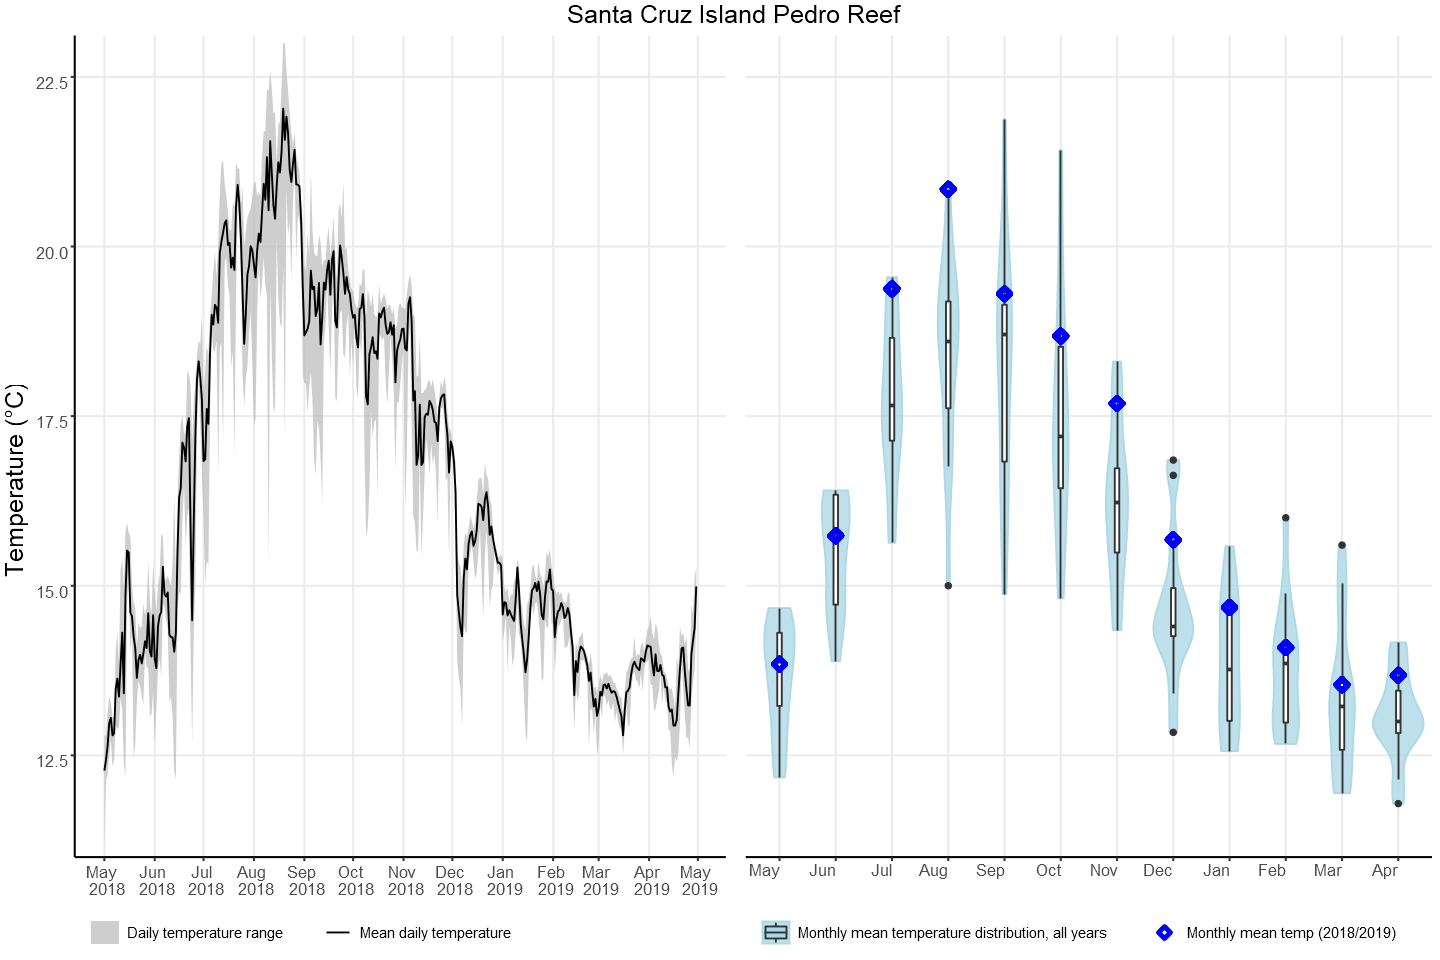 Santa Cruz Island Pedro Reef
Temperature (°C)
22.5
20.0
17.5
15.0
12.5
May Jun Jul Aug Sep Oct Nov Dec Jan Feb Mar Apr May
2018 2018 2018 2018 2018 2018 2018 2018 2019 2019 2019 2019 2019
May Jun Jul Aug Sep Oct Nov Dec Jan Feb Mar Apr
Daily temperature range Mean daily temperature
Monthly mean temperature distribution, all years Monthly mean temp (2018/2019)